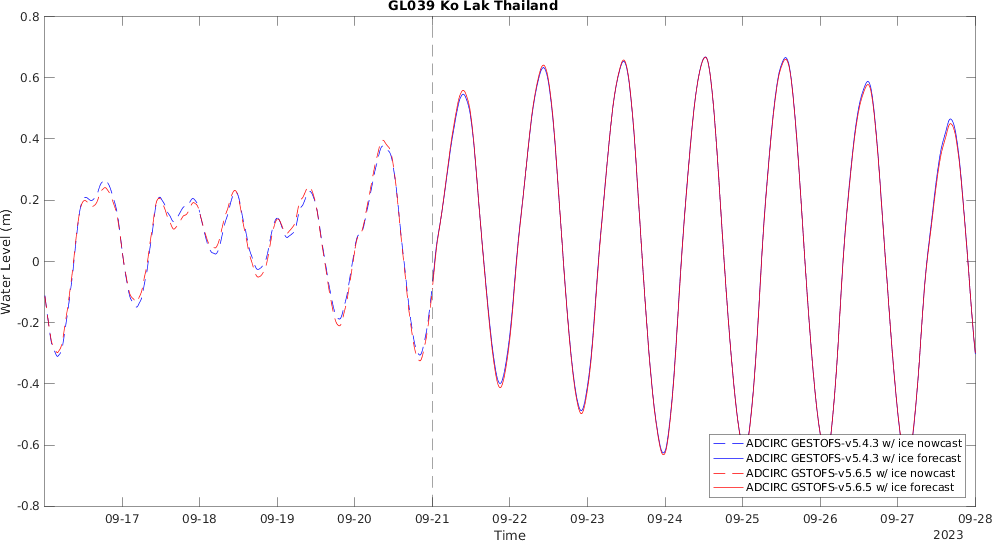 GL039 Ko Lak Thailand
0.8
0.6
0.4
0.2
0
-0.2
-0.4
-0.6
-0.8
Water Level (m)
ADCIRC GESTOFS-v5.4.3 w/ ice nowcast
ADCIRC GESTOFS-v5.4.3 w/ ice forecast
ADCIRC GSTOFS-v5.6.5 w/ ice nowcast
ADCIRC GSTOFS-v5.6.5 w/ ice forecast
09-17 09-18 09-19 09-20 09-21 09-22 09-23 09-24 09-25 09-26 09-27 09-28
Time
2023